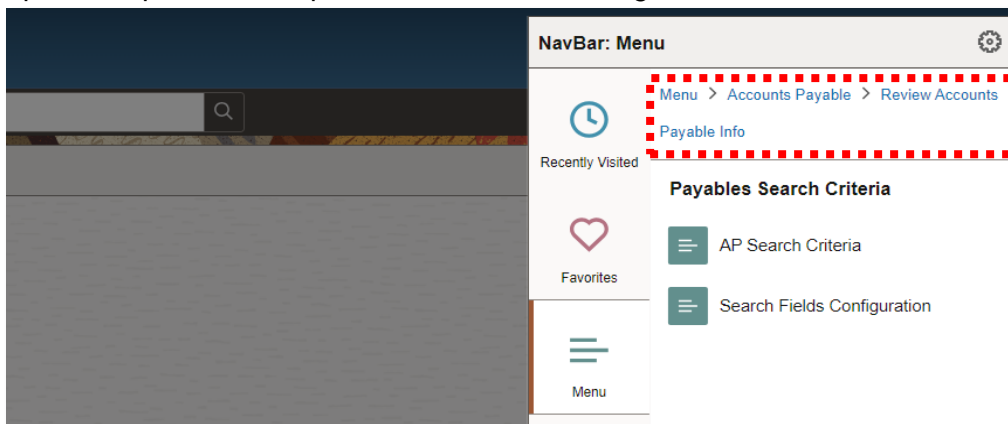 NavBar: Menu
Menu > Accounts Payable > Review Accounts
Payable Info
Recently Visited
Payables Search Criteria
AP Search Criteria
Favorites
Search Fields Configuration
Menu